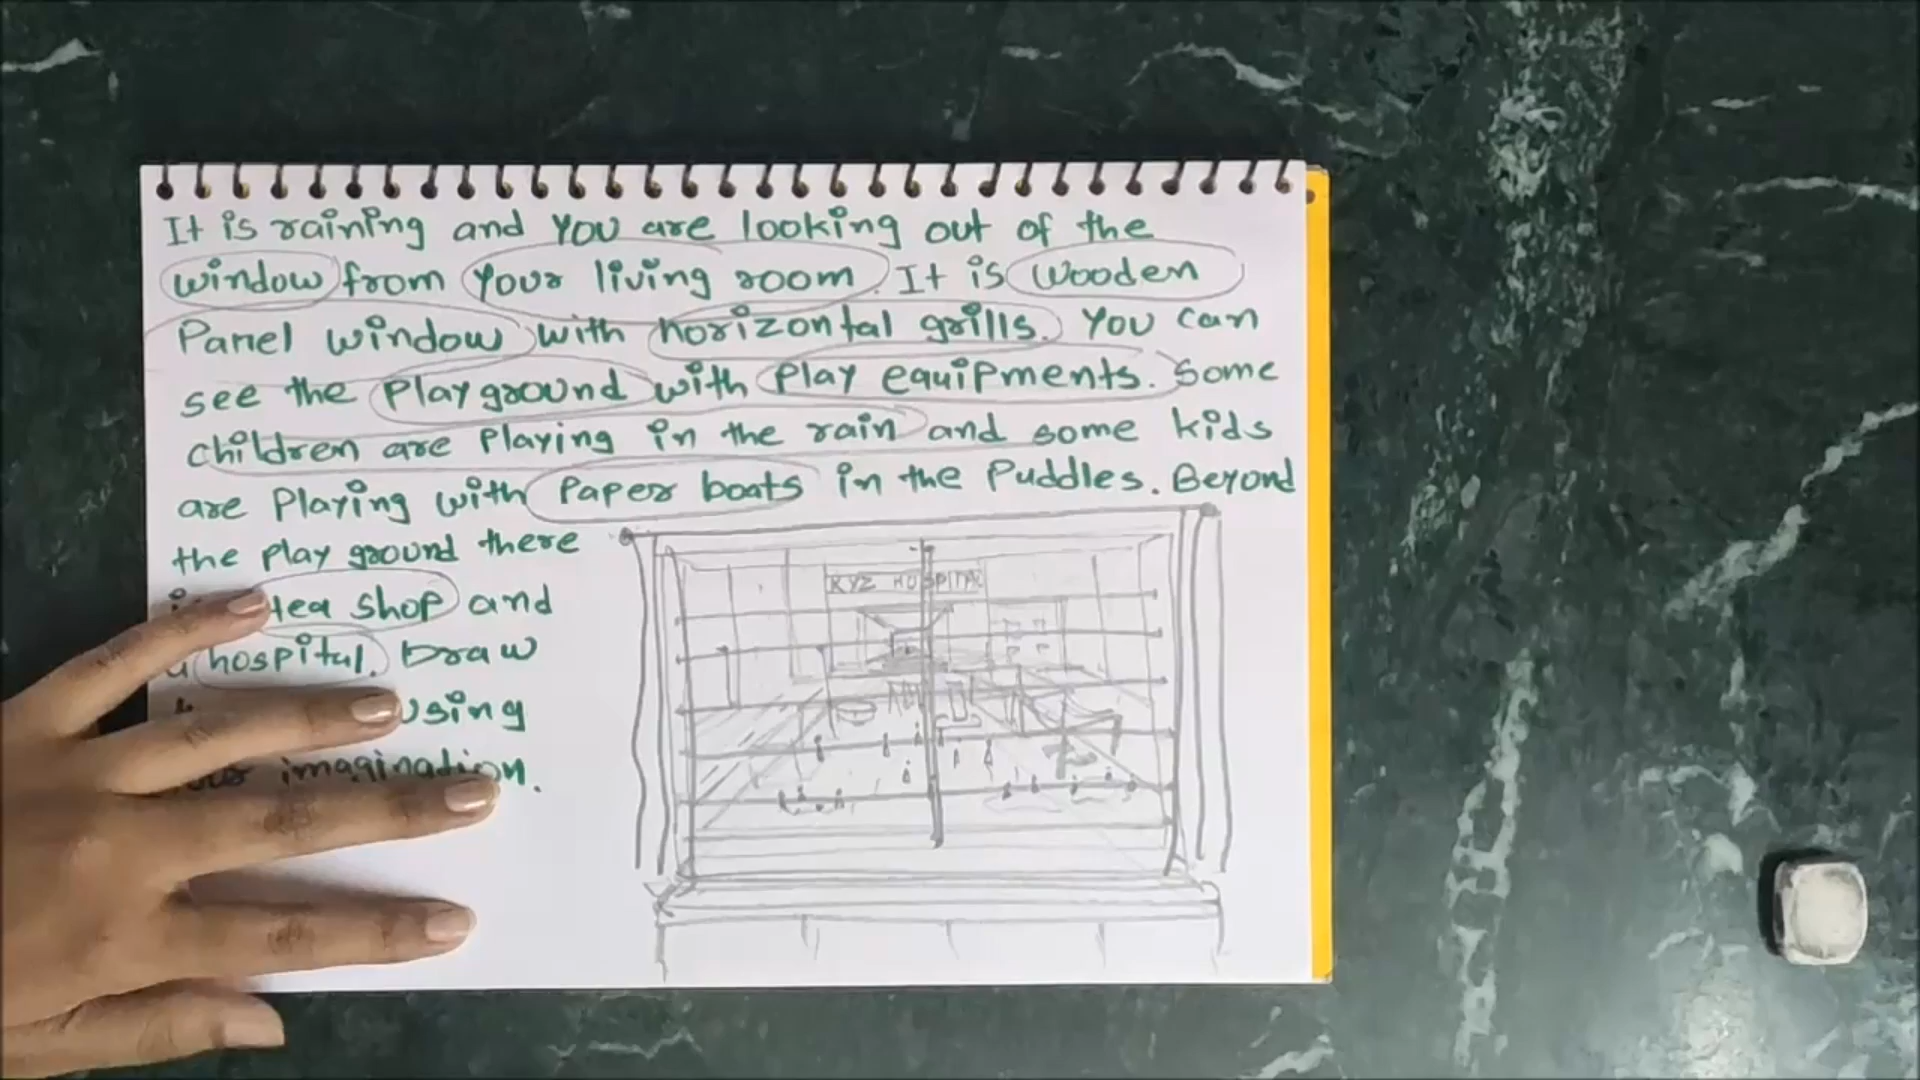 It is raining and you are looking out of the
window from your living room. It is wooden
Panel window with horizontal grills. You can
see the Playground with Play equipments. Some
children are Playing in the rain and some kids
are Playing with Paper boats in the Puddles. Beyond
the Play ground there
tea shop and
hospital. Draw
using
imagination.
XYZ HOSPITAL